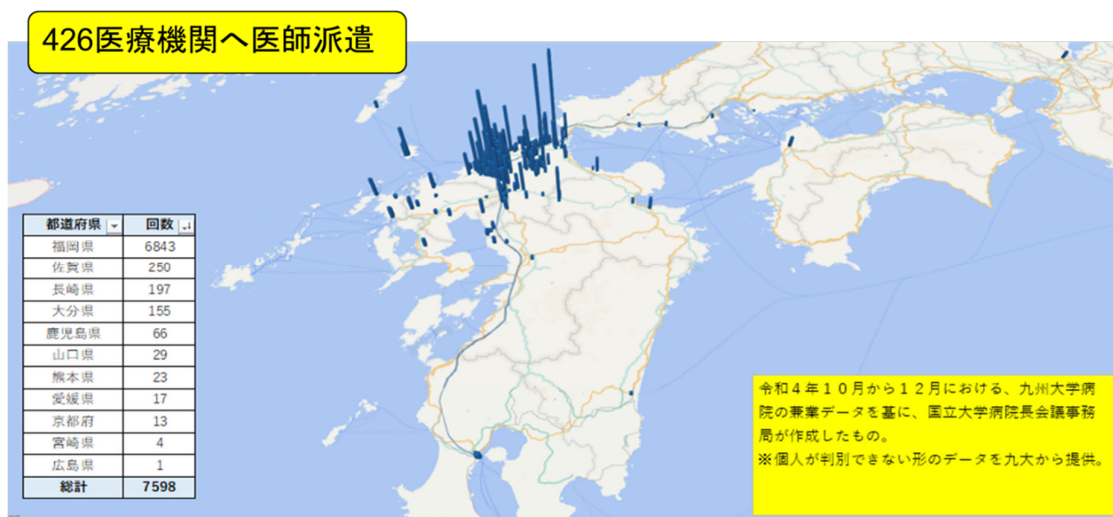 426医療機関へ医師派遣
都道府県 回数
福岡県 6843
佐賀県 250
長崎県 197
大分県 155
鹿児島県 66
山口県 29
熊本県 23
愛媛県 17
京都府 13
宮崎県 4
広島県 1
総計 7598
令和４年１０月から１２月における、九州大学病
院の兼業データを基に、国立大学病院長会議事務
局が作成したもの。
※個人が判別できない形のデータを九大から提供。